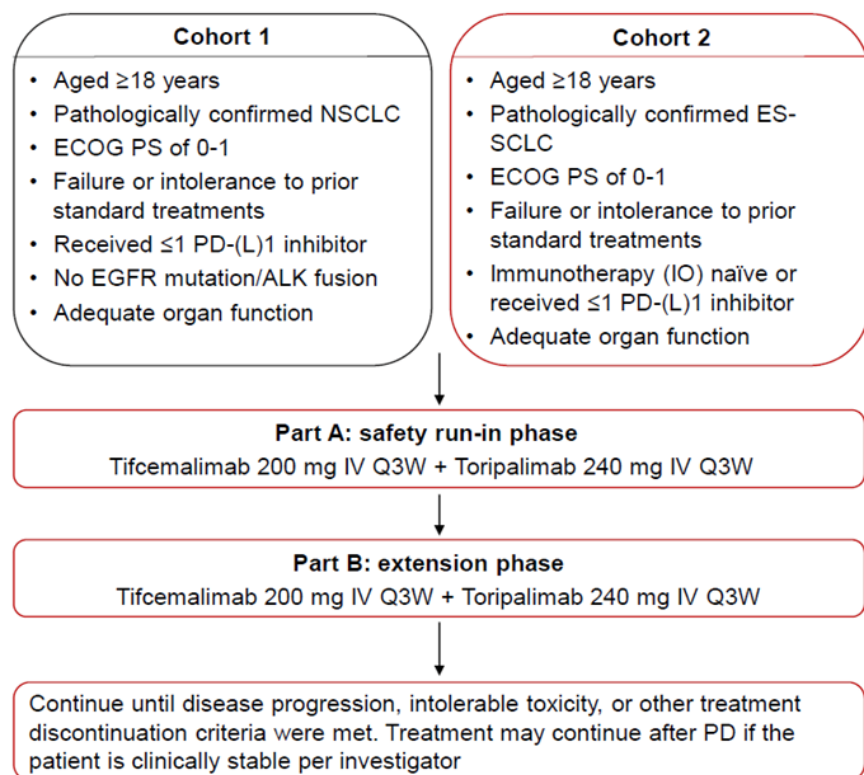 Cohort 1
• Aged ≥18 years
• Pathologically confirmed NSCLC
• ECOG PS of 0-1
• Failure or intolerance to prior
standard treatments
• Received ≤1 PD-(L)1 inhibitor
• No EGFR mutation/ALK fusion
• Adequate organ function
Cohort 2
• Aged ≥18 years
• Pathologically confirmed ES-
SCLC
• ECOG PS of 0-1
• Failure or intolerance to prior
standard treatments
• Immunotherapy (IO) naïve or
received ≤1 PD-(L)1 inhibitor
• Adequate organ function
Part A: safety run-in phase
Tifcemalimab 200 mg IV Q3W + Toripalimab 240 mg IV Q3W
Part B: extension phase
Tifcemalimab 200 mg IV Q3W + Toripalimab 240 mg IV Q3W
Continue until disease progression, intolerable toxicity, or other treatment
discontinuation criteria were met. Treatment may continue after PD if the
patient is clinically stable per investigator